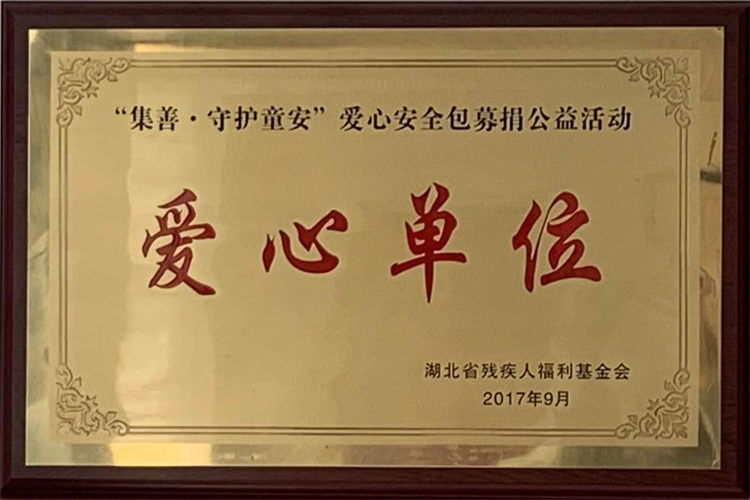 “集善·守护童安”爱心安全包募捐公益活动
爱心单位
湖北省残疾人福利基金会
2017年9月